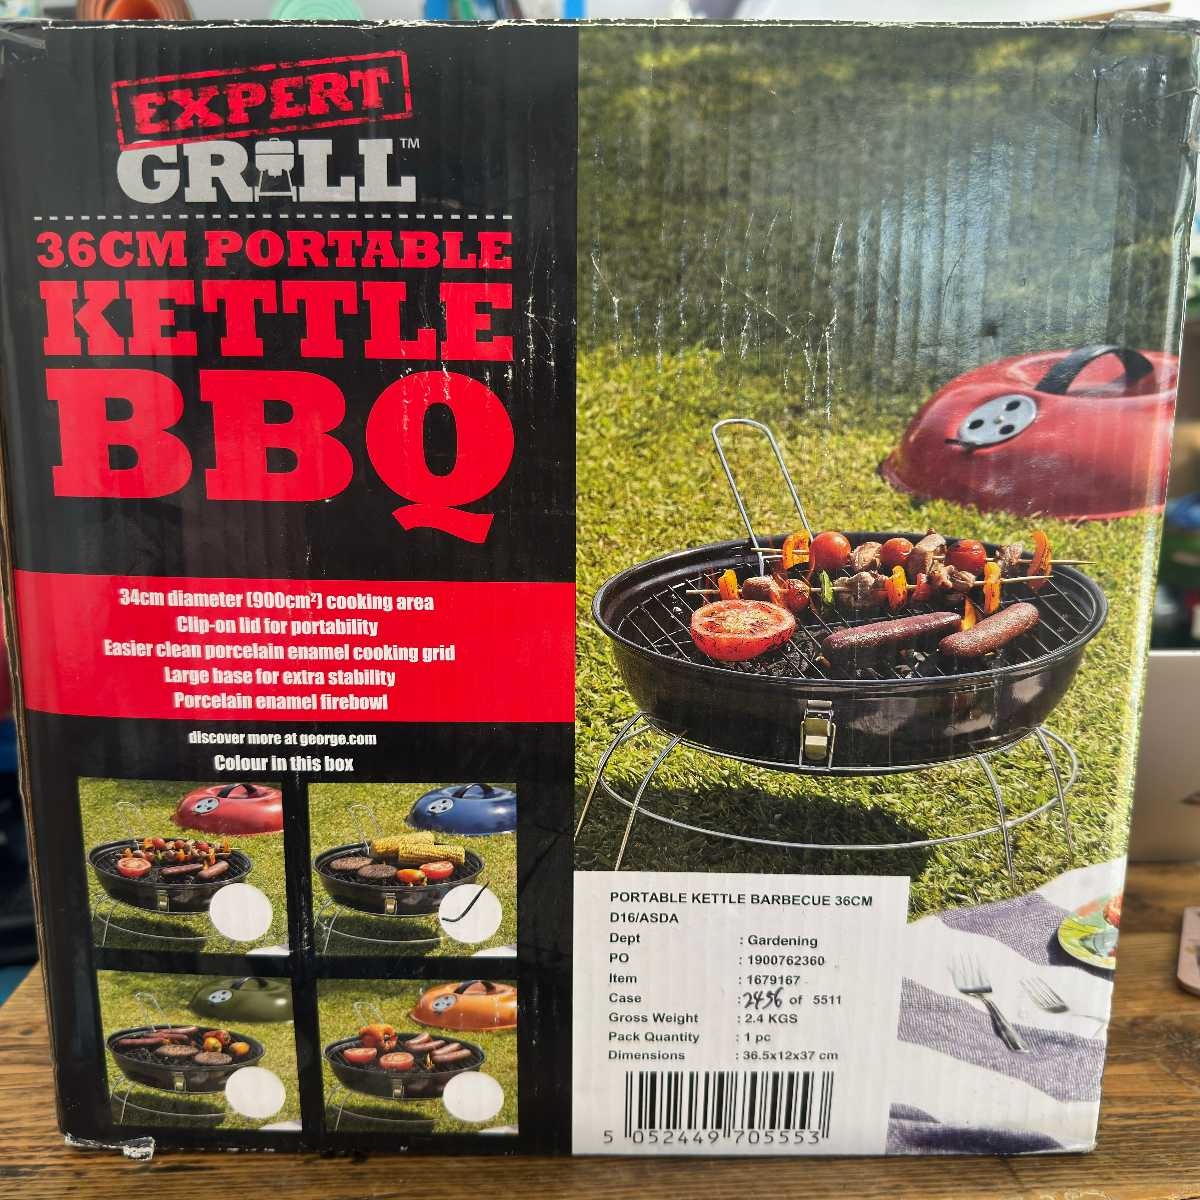 EXPERT
GRILL™
36CM PORTABLE
KETTLE
BBQ
34cm diameter (900cm²) cooking area
Clip-on lid for portability
Easier clean porcelain enamel cooking grid
Large base for extra stability
Porcelain enamel firebowl
discover more at george.com
Colour in this box
PORTABLE KETTLE BARBECUE 36CM
D16/ASDA
Dept : Gardening
PO : 1900762360
Item : 1679167
Case : 2456 of 5511
Gross Weight : 2.4 KGS
Pack Quantity : 1 pc
Dimensions : 36.5x12x37 cm
5 052449 705553